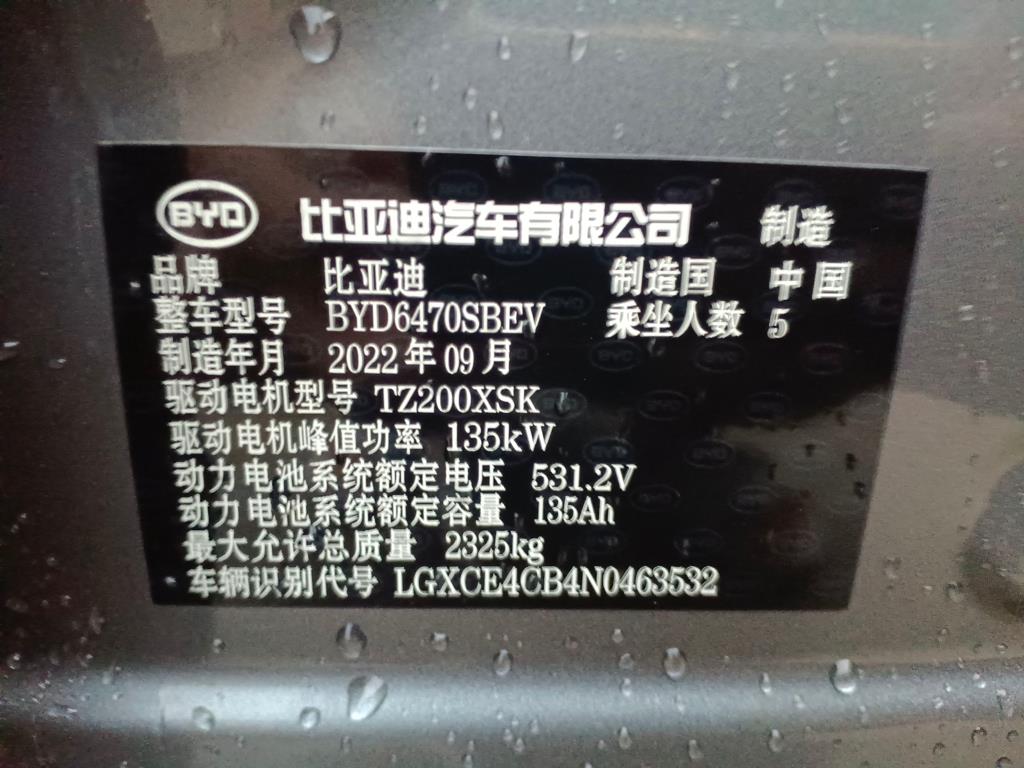 BYD 比亚迪汽车有限公司 制造
品牌 比亚迪 制造国 中国
整车型号 BYD6470SBEV 乘坐人数 5
制造年月 2022年09月
驱动电机型号 TZ200XSK
驱动电机峰值功率 135kW
动力电池系统额定电压 531.2V
动力电池系统额定容量 135Ah
最大允许总质量 2325kg
车辆识别代号 LGXCE4CB4N0463532